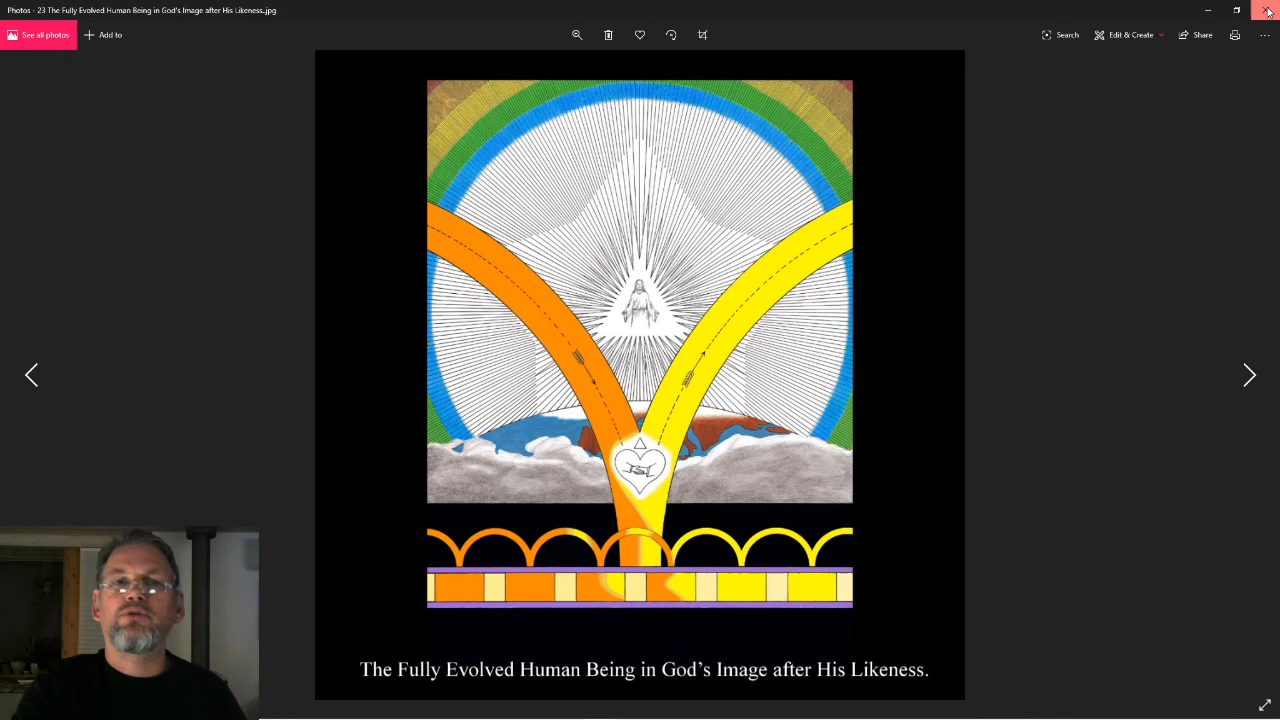 Photos - 23 The Fully Evolved Human Being in God's Image after His Likeness..jpg
See all photos
Add to
Search
Edit & Create
Share
The Fully Evolved Human Being in God's Image after His Likeness.